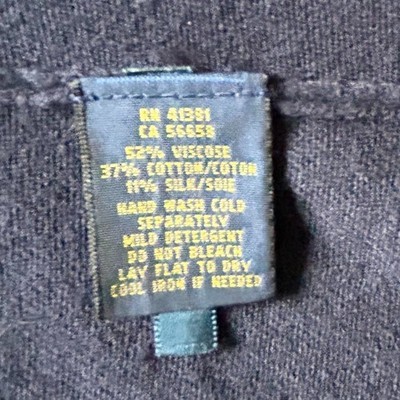 RN 41381
CA 56658
52% VISCOSE
37% COTTON/COTON
11% SILK/SOIE
HAND WASH COLD
SEPARATELY
MILD DETERGENT
DO NOT BLEACH
LAY FLAT TO DRY
COOL IRON IF NEEDED